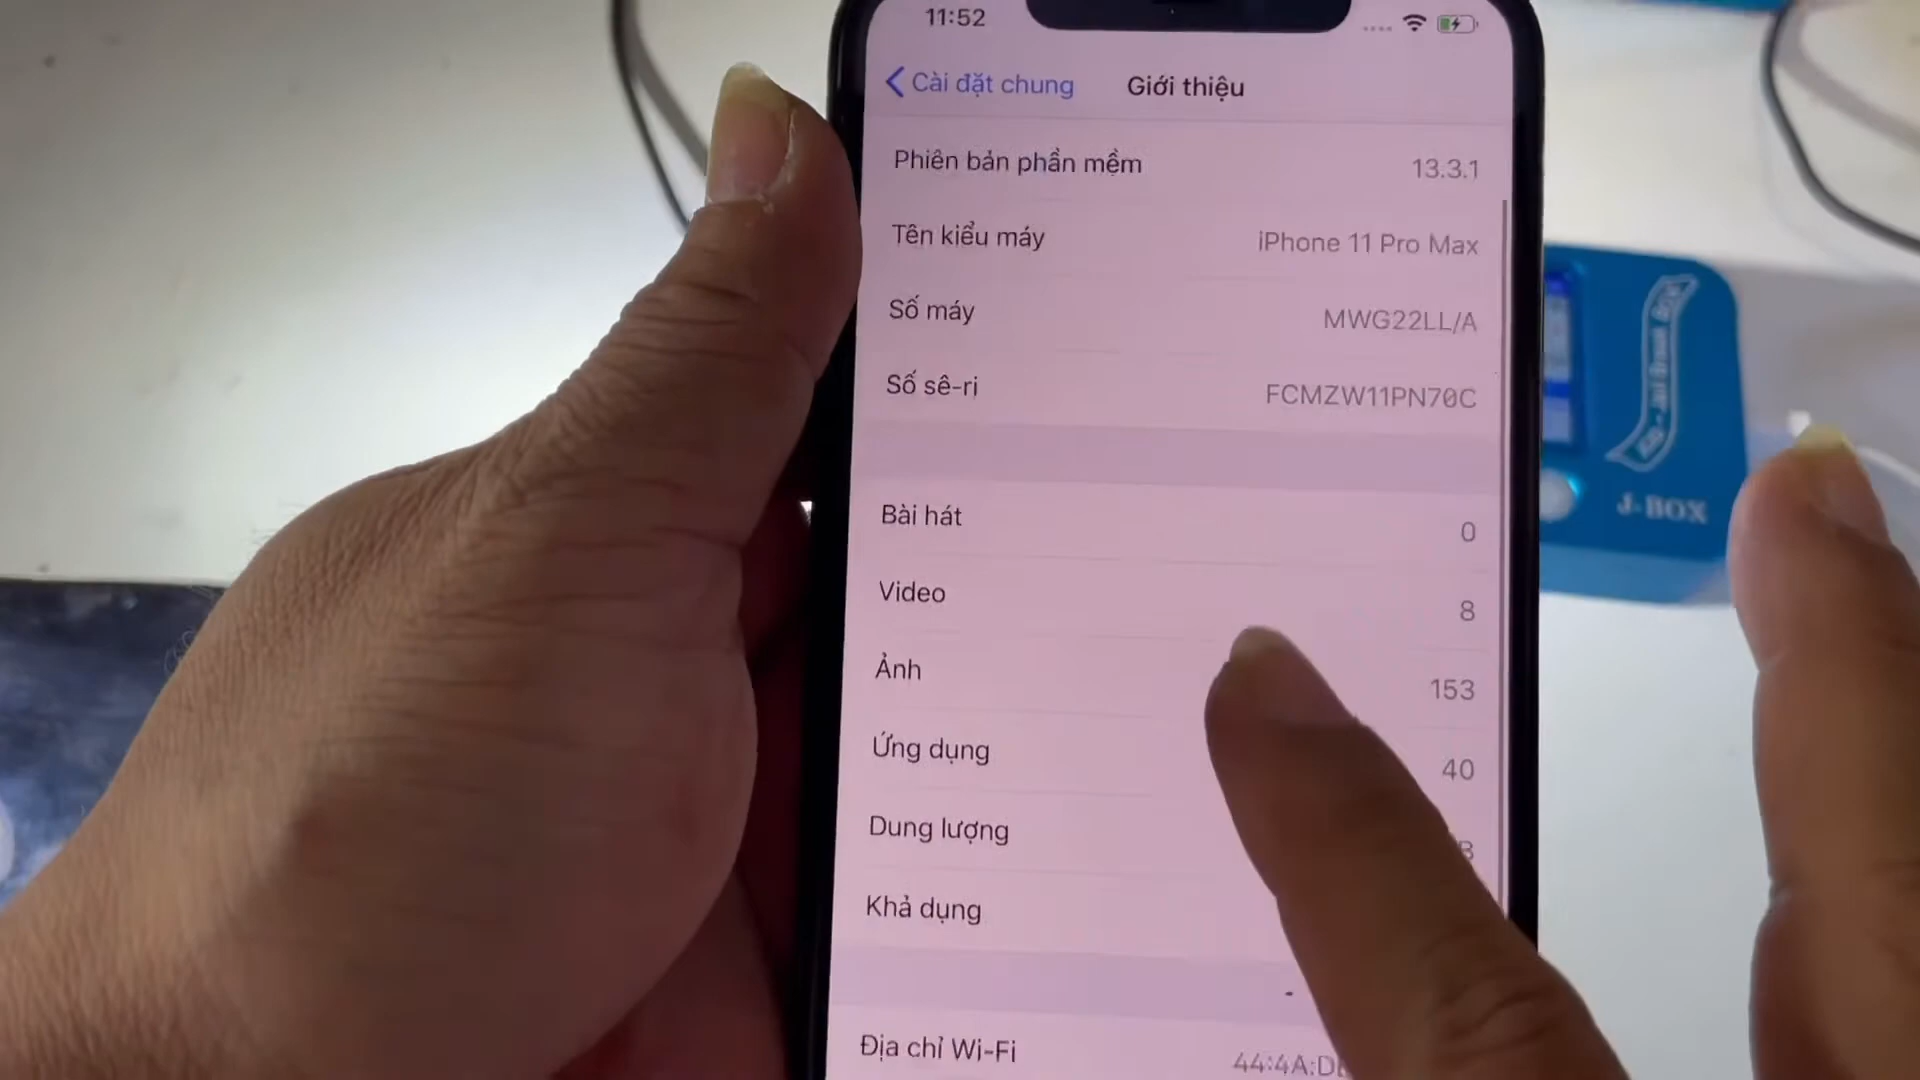 11:52
Cài đặt chung
Giới thiệu
Phiên bản phần mềm 13.3.1
Tên kiểu máy iPhone 11 Pro Max
Số máy MWG22LL/A
Số sê-ri FCMZW11PN70C
Bài hát 0
Video 8
Ảnh 153
Ứng dụng 40
Dung lượng B
Khả dụng
Địa chỉ Wi-Fi 44:4A:D
J-BOX